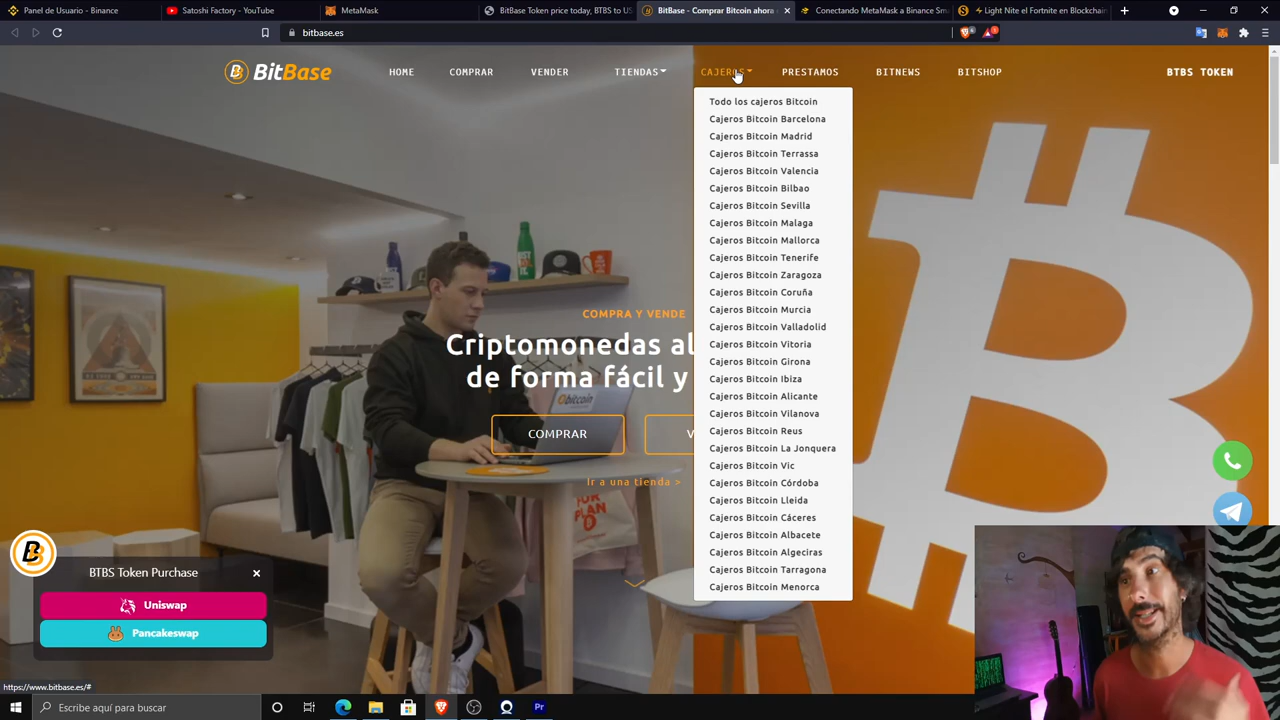 Panel de Usuario - Binance
Satoshi Factory - YouTube
MetaMask
BitBase Token price today, BTBS to US
BitBase - Comprar Bitcoin ahora
Conectando MetaMask a Binance Sm
Light Nite el Fortnite en Blockchain
bitbase.es
BitBase
HOME
COMPRAR
VENDER
TIENDAS
CAJEROS
PRESTAMOS
BITNEWS
BITSHOP
BTBS TOKEN
Todo los cajeros Bitcoin
Cajeros Bitcoin Barcelona
Cajeros Bitcoin Madrid
Cajeros Bitcoin Terrassa
Cajeros Bitcoin Valencia
Cajeros Bitcoin Bilbao
Cajeros Bitcoin Sevilla
Cajeros Bitcoin Malaga
Cajeros Bitcoin Mallorca
Cajeros Bitcoin Tenerife
Cajeros Bitcoin Zaragoza
Cajeros Bitcoin Coruña
Cajeros Bitcoin Murcia
Cajeros Bitcoin Valladolid
Cajeros Bitcoin Vitoria
Cajeros Bitcoin Girona
Cajeros Bitcoin Ibiza
Cajeros Bitcoin Alicante
Cajeros Bitcoin Vilanova
Cajeros Bitcoin Reus
Cajeros Bitcoin La Jonquera
Cajeros Bitcoin Vic
Cajeros Bitcoin Córdoba
Cajeros Bitcoin Lleida
Cajeros Bitcoin Cáceres
Cajeros Bitcoin Albacete
Cajeros Bitcoin Algeciras
Cajeros Bitcoin Tarragona
Cajeros Bitcoin Menorca
COMPRA Y VENDE
Criptomonedas al
de forma fácil y
COMPRAR
V
Ir a una tienda >
bitcoin
BTBS Token Purchase
Uniswap
Pancakeswap
https://www.bitbase.es/#
Escribe aquí para buscar
Pr